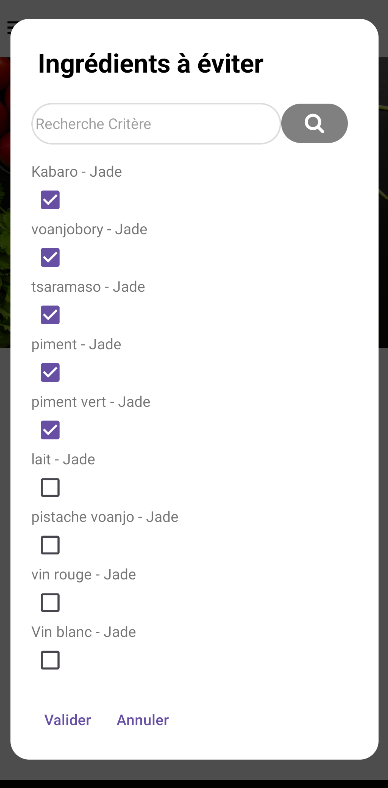 Ingrédients à éviter
Recherche Critère
Kabaro - Jade
voanjobory - Jade
tsaramaso - Jade
piment - Jade
piment vert - Jade
lait - Jade
pistache voanjo - Jade
vin rouge - Jade
Vin blanc - Jade
Valider Annuler